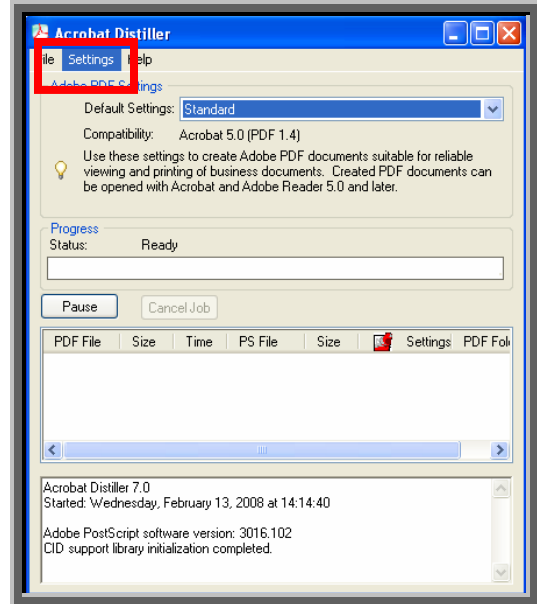 Acrobat Distiller
ile Settings Help
Adobe PDF Settings
Default Settings: Standard
Compatibility: Acrobat 5.0 (PDF 1.4)
Use these settings to create Adobe PDF documents suitable for reliable
viewing and printing of business documents. Created PDF documents can
be opened with Acrobat and Adobe Reader 5.0 and later.
Progress
Status: Ready
Pause Cancel Job
PDF File Size Time PS File Size Settings PDF Fol
Acrobat Distiller 7.0
Started: Wednesday, February 13, 2008 at 14:14:40
Adobe PostScript software version: 3016.102
CID support library initialization completed.